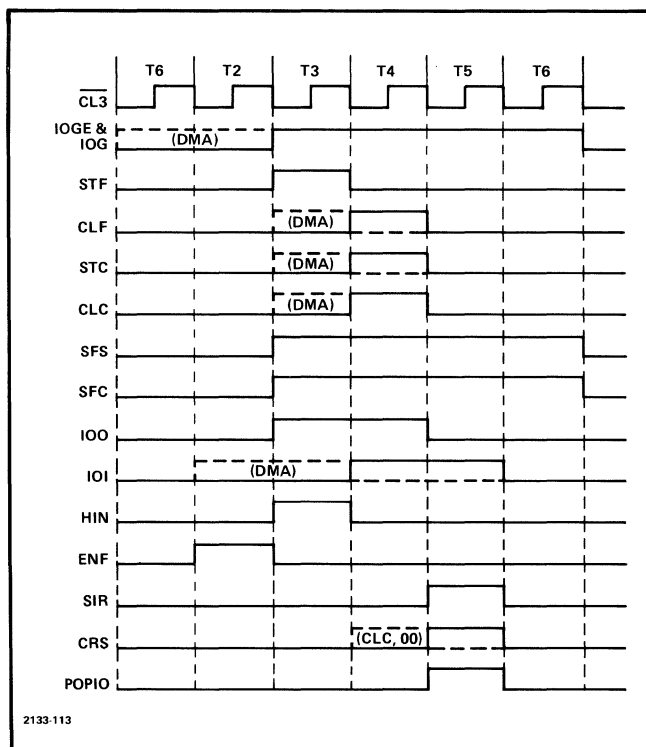 T6 T2 T3 T4 T5 T6
CL3
IOGE &
IOG
(DMA)
STF
CLF
(DMA)
STC
(DMA)
CLC
(DMA)
SFS
SFC
IOO
IOI
(DMA)
HIN
ENF
SIR
CRS
(CLC, 00)
POPIO
2133-113